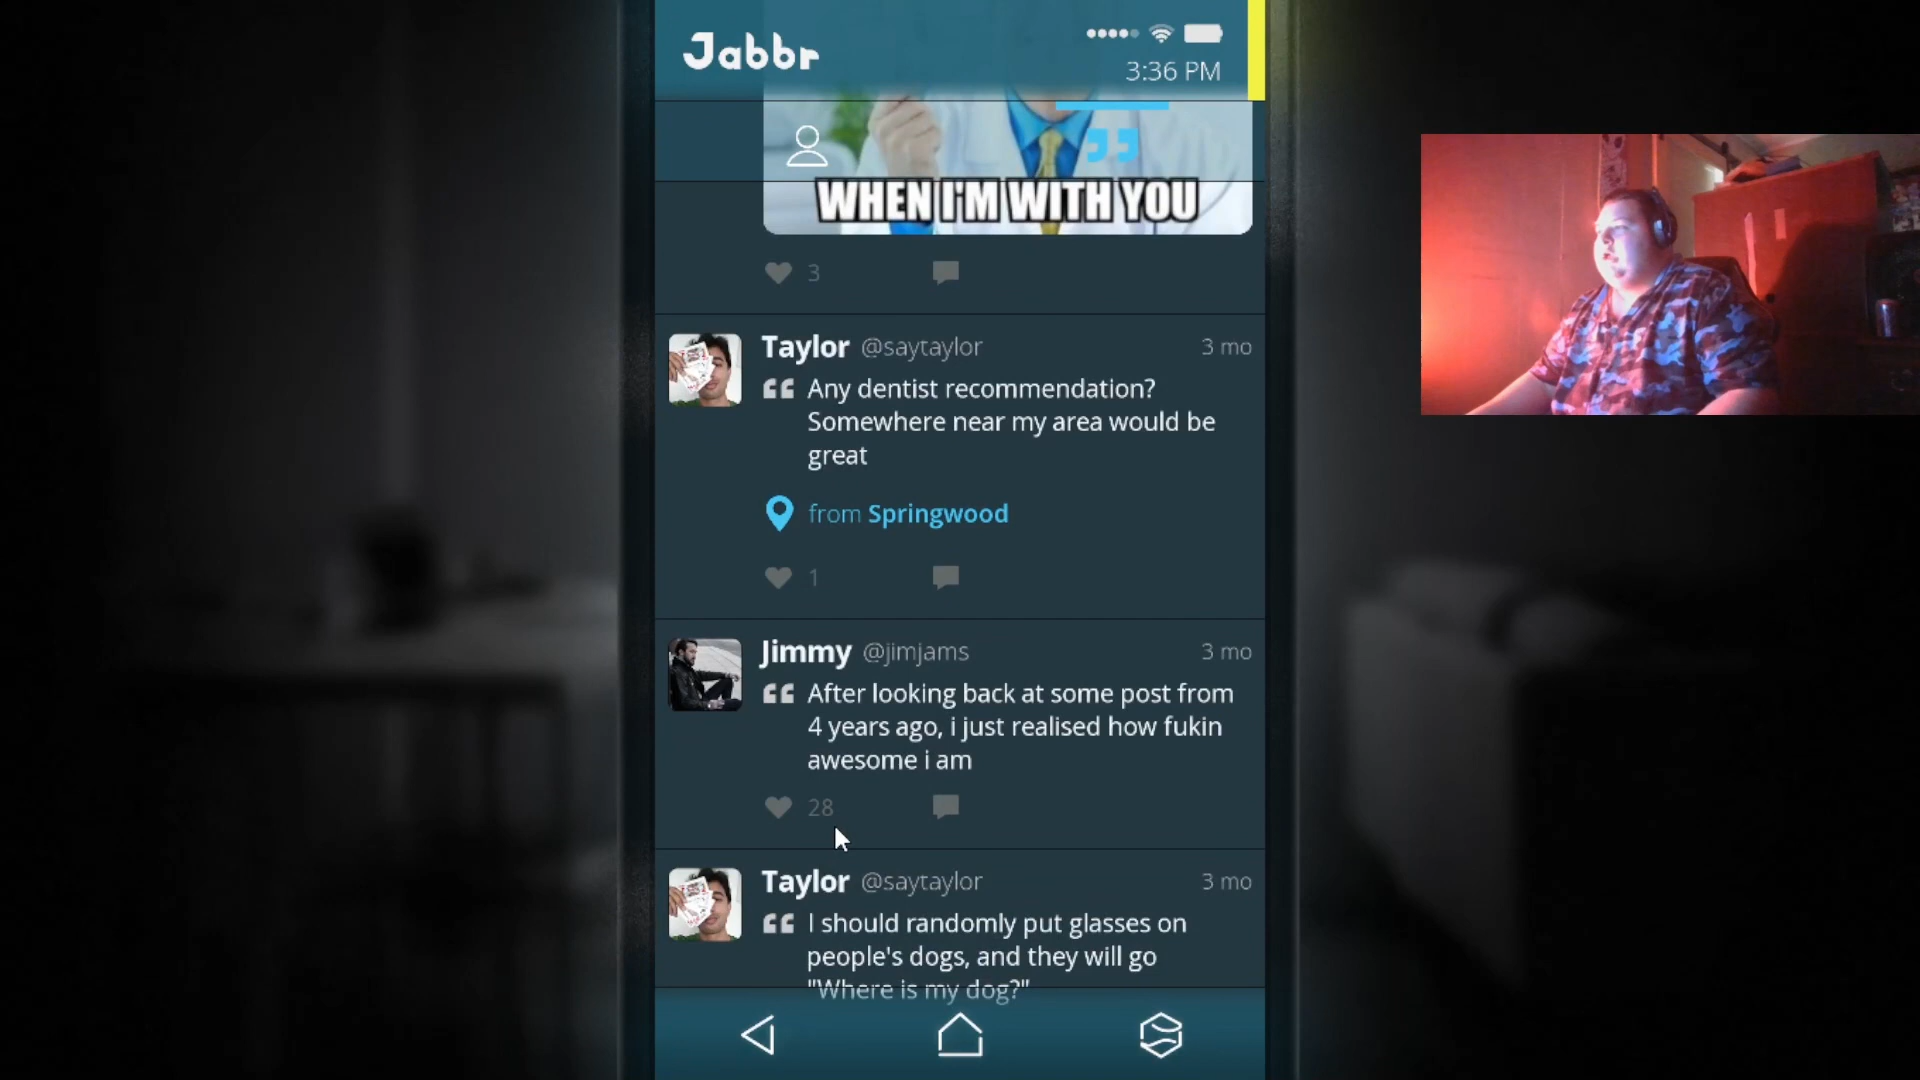 Jabbr
3:36 PM
WHEN I'M WITH YOU
3
Taylor @saytaylor 3 mo
Any dentist recommendation?
Somewhere near my area would be
great
from Springwood
1
Jimmy @jimjams 3 mo
After looking back at some post from
4 years ago, i just realised how fukin
awesome i am
28
Taylor @saytaylor 3 mo
I should randomly put glasses on
people's dogs, and they will go
"Where is my dog?"